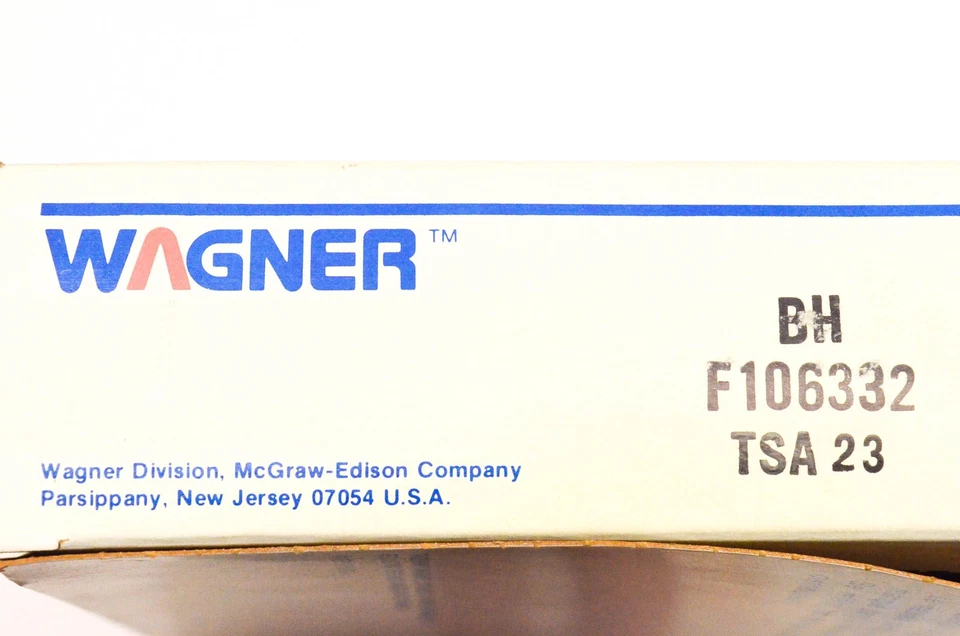 WAGNER™
BH
F106332
TSA 23
Wagner Division, McGraw-Edison Company
Parsippany, New Jersey 07054 U.S.A.